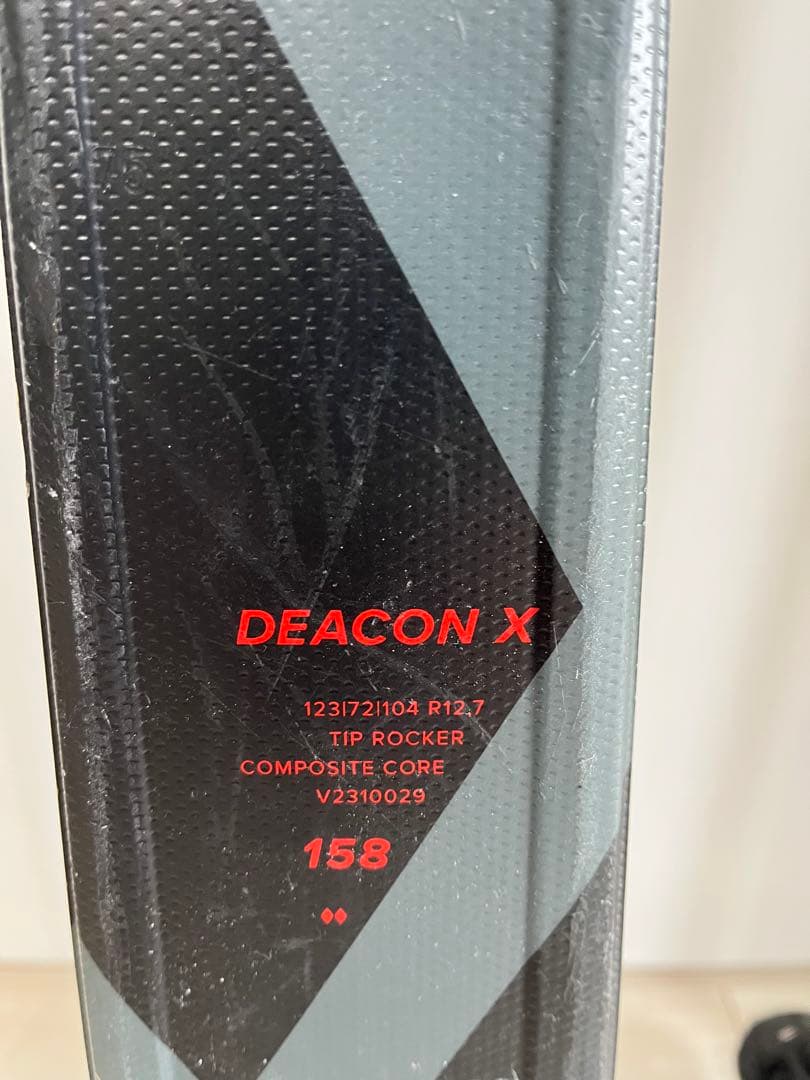 DEACON X
123|72|104 R12.7
TIP ROCKER
COMPOSITE CORE
V2310029
158